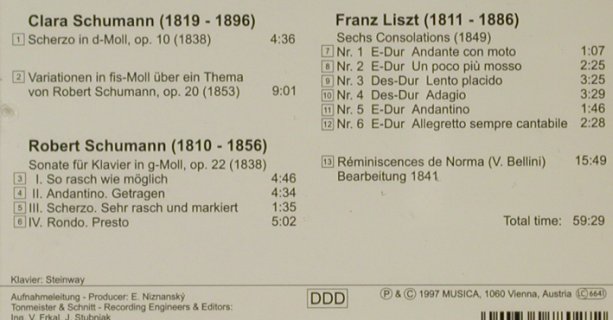 Clara Schumann (1819 - 1896)
1 Scherzo in d-Moll, op. 10 (1838) 4:36
2 Variationen in fis-Moll über ein Thema
von Robert Schumann, op. 20 (1853) 9:01
Robert Schumann (1810 - 1856)
Sonate für Klavier in g-Moll, op. 22 (1838)
3 I. So rasch wie möglich 4:46
4 II. Andantino. Getragen 4:34
5 III. Scherzo. Sehr rasch und markiert 1:35
6 IV. Rondo. Presto 5:02
Franz Liszt (1811 - 1886)
Sechs Consolations (1849)
7 Nr. 1 E-Dur Andante con moto 1:07
8 Nr. 2 E-Dur Un poco più mosso 2:25
9 Nr. 3 Des-Dur Lento placido 3:25
10 Nr. 4 Des-Dur Adagio 3:29
11 Nr. 5 E-Dur Andantino 1:46
12 Nr. 6 E-Dur Allegretto sempre cantabile 2:28
13 Réminiscences de Norma (V. Bellini) 15:49
Bearbeitung 1841
Total time: 59:29
Klavier: Steinway
Aufnahmeleitung - Producer: E. Niznanský
Tonmeister & Schnitt - Recording Engineers & Editors:
Ing. V. Frkal, J. Stubniak
DDD
Ⓟ & © 1997 MUSICA, 1060 Vienna, Austria LC 6641